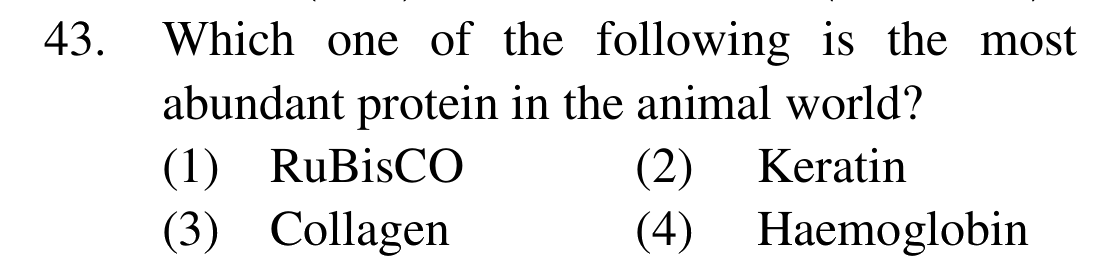 43. Which one of the following is the most
abundant protein in the animal world?
(1) RuBisCO (2) Keratin
(3) Collagen (4) Haemoglobin